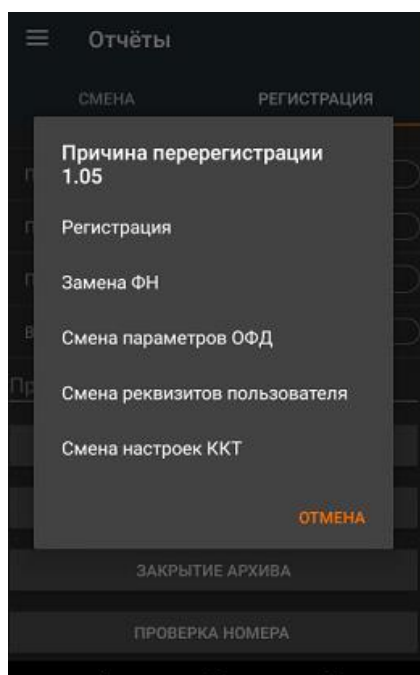 Отчёты
СМЕНА РЕГИСТРАЦИЯ
Причина перерегистрации
1.05
Регистрация
Замена ФН
Смена параметров ОФД
Смена реквизитов пользователя
Смена настроек ККТ
ОТМЕНА
ЗАКРЫТИЕ АРХИВА
ПРОВЕРКА НОМЕРА